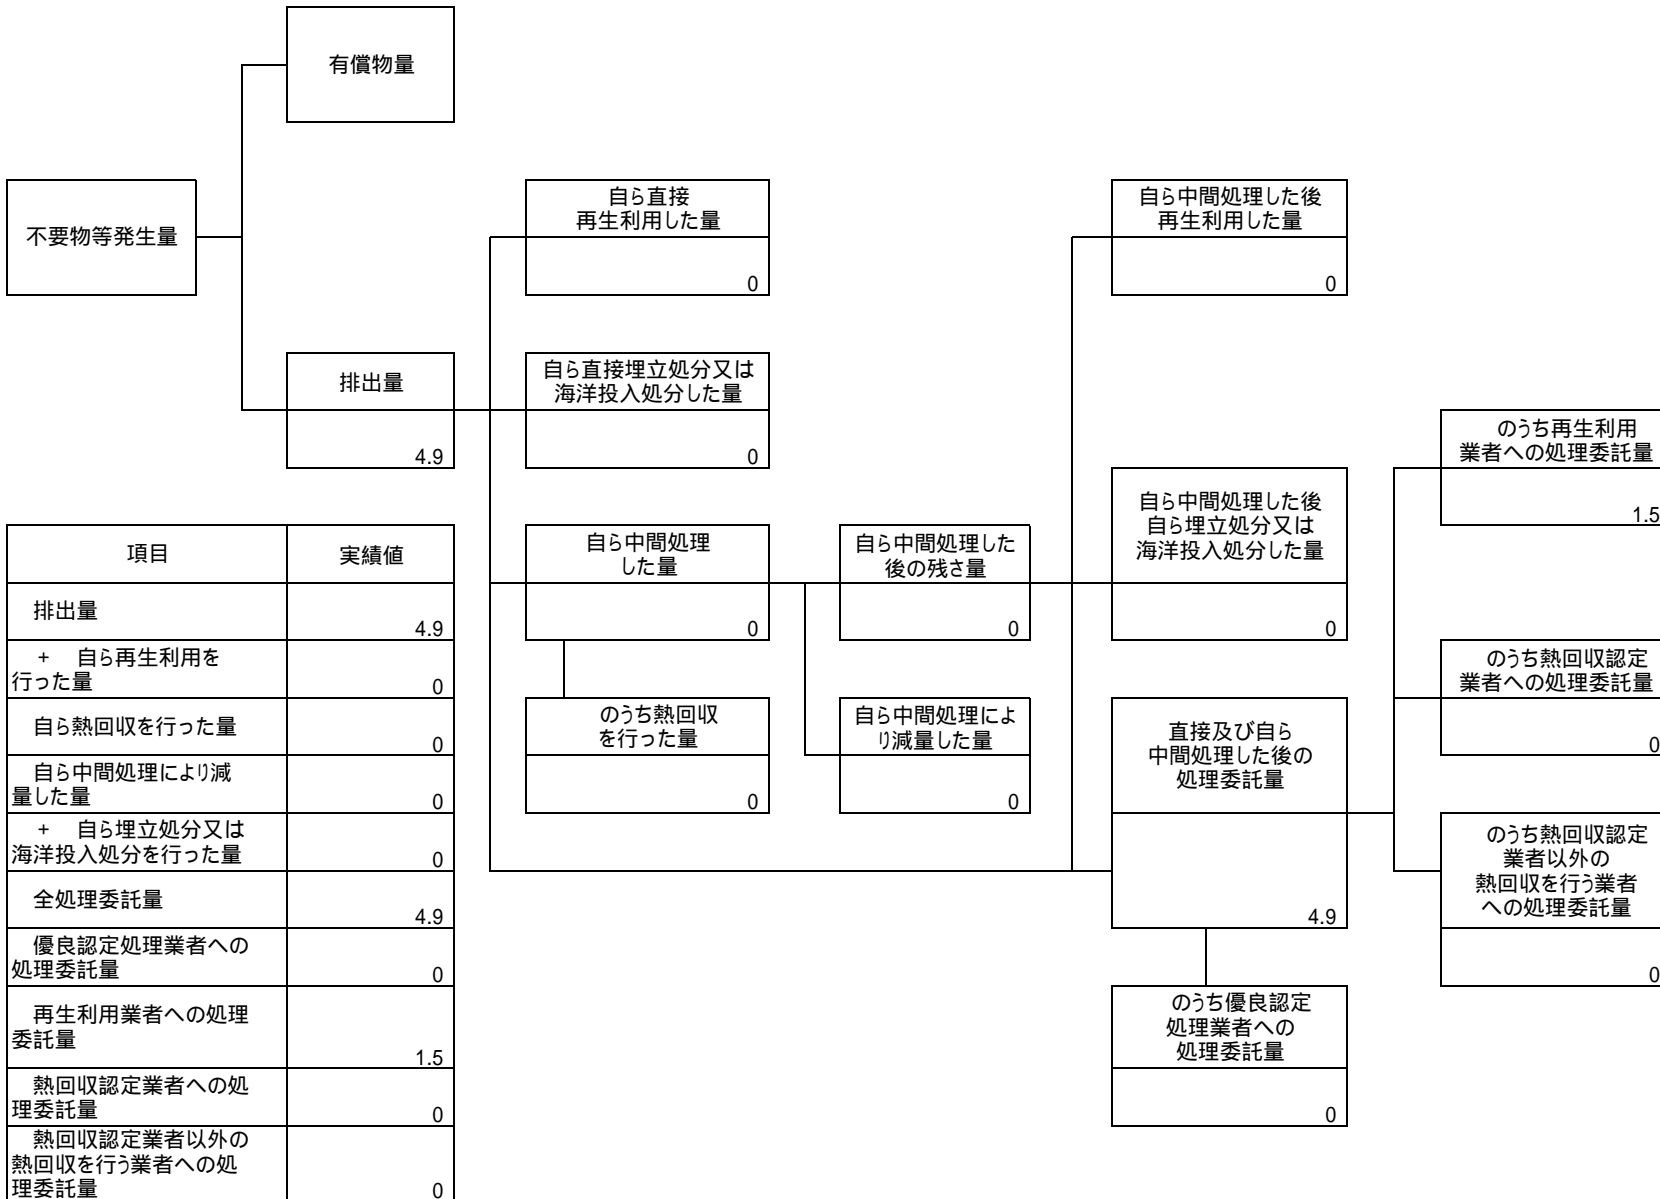 有償物量
不要物等発生量
自ら直接
再生利用した量
0
自ら中間処理した後
再生利用した量
0
排出量
4.9
自ら直接埋立処分又は
海洋投入処分した量
0
のうち再生利用
業者への処理委託量
1.5
自ら中間処理
した量
0
自ら中間処理した
後の残さ量
0
自ら中間処理した後
自ら埋立処分又は
海洋投入処分した量
0
のうち熱回収認定
業者への処理委託量
0
のうち熱回収
を行った量
0
自ら中間処理によ
り減量した量
0
直接及び自ら
中間処理した後の
処理委託量
4.9
のうち熱回収認定
業者以外の
熱回収を行う業者
への処理委託量
0
のうち優良認定
処理業者への
処理委託量
0
項目 実績値
排出量
4.9
+ 自ら再生利用を
行った量
0
自ら熱回収を行った量
0
自ら中間処理により減
量した量
0
+ 自ら埋立処分又は
海洋投入処分を行った量
0
全処理委託量
4.9
優良認定処理業者への
処理委託量
0
再生利用業者への処理
委託量
1.5
熱回収認定業者への処
理委託量
0
熱回収認定業者以外の
熱回収を行う業者への処
理委託量
0